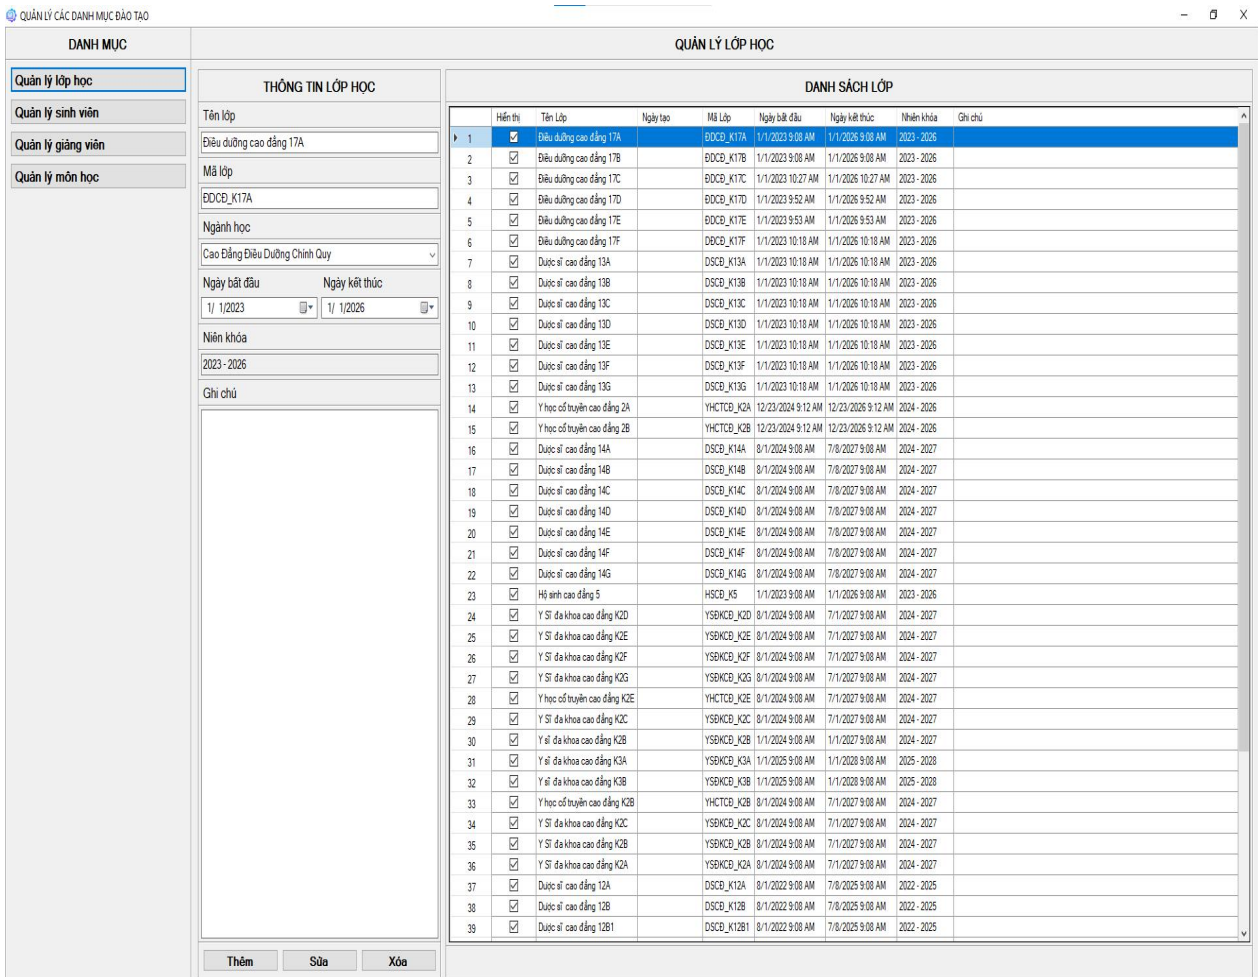 QUẢN LÝ CÁC DANH MỤC ĐÀO TẠO
DANH MỤC
QUẢN LÝ LỚP HỌC
Quản lý lớp học
Quản lý sinh viên
Quản lý giảng viên
Quản lý môn học
THÔNG TIN LỚP HỌC
Tên lớp
Điều dưỡng cao đẳng 17A
Mã lớp
ĐDCĐ_K17A
Ngành học
Cao Đẳng Điều Dưỡng Chính Quy
Ngày bắt đầu Ngày kết thúc
1/ 1/2023 1/ 1/2026
Niên khóa
2023 - 2026
Ghi chú
Thêm Sửa Xóa
DANH SÁCH LỚP
Hiển thị Tên Lớp Ngày tạo Mã Lớp Ngày bắt đầu Ngày kết thúc Nhiên khóa Ghi chú
1 Điều dưỡng cao đẳng 17A ĐDCĐ_K17A 1/1/2023 9:08 AM 1/1/2026 9:08 AM 2023 - 2026
2 Điều dưỡng cao đẳng 17B ĐDCĐ_K17B 1/1/2023 9:08 AM 1/1/2026 9:08 AM 2023 - 2026
3 Điều dưỡng cao đẳng 17C ĐDCĐ_K17C 1/1/2023 10:27 AM 1/1/2026 10:27 AM 2023 - 2026
4 Điều dưỡng cao đẳng 17D ĐDCĐ_K17D 1/1/2023 9:52 AM 1/1/2026 9:52 AM 2023 - 2026
5 Điều dưỡng cao đẳng 17E ĐDCĐ_K17E 1/1/2023 9:53 AM 1/1/2026 9:53 AM 2023 - 2026
6 Điều dưỡng cao đẳng 17F DĐCĐ_K17F 1/1/2023 10:18 AM 1/1/2026 10:18 AM 2023 - 2026
7 Dược sĩ cao đẳng 13A DSCĐ_K13A 1/1/2023 10:18 AM 1/1/2026 10:18 AM 2023 - 2026
8 Dược sĩ cao đẳng 13B DSCĐ_K13B 1/1/2023 10:18 AM 1/1/2026 10:18 AM 2023 - 2026
9 Dược sĩ cao đẳng 13C DSCĐ_K13C 1/1/2023 10:18 AM 1/1/2026 10:18 AM 2023 - 2026
10 Dược sĩ cao đẳng 13D DSCĐ_K13D 1/1/2023 10:18 AM 1/1/2026 10:18 AM 2023 - 2026
11 Dược sĩ cao đẳng 13E DSCĐ_K13E 1/1/2023 10:18 AM 1/1/2026 10:18 AM 2023 - 2026
12 Dược sĩ cao đẳng 13F DSCĐ_K13F 1/1/2023 10:18 AM 1/1/2026 10:18 AM 2023 - 2026
13 Dược sĩ cao đẳng 13G DSCĐ_K13G 1/1/2023 10:18 AM 1/1/2026 10:18 AM 2023 - 2026
14 Y học cổ truyền cao đẳng 2A YHCTCĐ_K2A 12/23/2024 9:12 AM 12/23/2026 9:12 AM 2024 - 2026
15 Y học cổ truyền cao đẳng 2B YHCTCĐ_K2B 12/23/2024 9:12 AM 12/23/2026 9:12 AM 2024 - 2026
16 Dược sĩ cao đẳng 14A DSCĐ_K14A 8/1/2024 9:08 AM 7/8/2027 9:08 AM 2024 - 2027
17 Dược sĩ cao đẳng 14B DSCĐ_K14B 8/1/2024 9:08 AM 7/8/2027 9:08 AM 2024 - 2027
18 Dược sĩ cao đẳng 14C DSCĐ_K14C 8/1/2024 9:08 AM 7/8/2027 9:08 AM 2024 - 2027
19 Dược sĩ cao đẳng 14D DSCĐ_K14D 8/1/2024 9:08 AM 7/8/2027 9:08 AM 2024 - 2027
20 Dược sĩ cao đẳng 14E DSCĐ_K14E 8/1/2024 9:08 AM 7/8/2027 9:08 AM 2024 - 2027
21 Dược sĩ cao đẳng 14F DSCĐ_K14F 8/1/2024 9:08 AM 7/8/2027 9:08 AM 2024 - 2027
22 Dược sĩ cao đẳng 14G DSCĐ_K14G 8/1/2024 9:08 AM 7/8/2027 9:08 AM 2024 - 2027
23 Hộ sinh cao đẳng 5 HSCĐ_K5 1/1/2023 9:08 AM 1/1/2026 9:08 AM 2023 - 2026
24 Y Sĩ đa khoa cao đẳng K2D YSĐKCĐ_K2D 8/1/2024 9:08 AM 7/1/2027 9:08 AM 2024 - 2027
25 Y Sĩ đa khoa cao đẳng K2E YSĐKCĐ_K2E 8/1/2024 9:08 AM 7/1/2027 9:08 AM 2024 - 2027
26 Y Sĩ đa khoa cao đẳng K2F YSĐKCĐ_K2F 8/1/2024 9:08 AM 7/1/2027 9:08 AM 2024 - 2027
27 Y Sĩ đa khoa cao đẳng K2G YSĐKCĐ_K2G 8/1/2024 9:08 AM 7/1/2027 9:08 AM 2024 - 2027
28 Y học cổ truyền cao đẳng K2E YHCTCĐ_K2E 8/1/2024 9:08 AM 7/1/2027 9:08 AM 2024 - 2027
29 Y Sĩ đa khoa cao đẳng K2C YSĐKCĐ_K2C 8/1/2024 9:08 AM 7/1/2027 9:08 AM 2024 - 2027
30 Y sĩ đa khoa cao đẳng K2B YSĐKCĐ_K2B 1/1/2024 9:08 AM 1/1/2027 9:08 AM 2024 - 2027
31 Y sĩ đa khoa cao đẳng K3A YSĐKCĐ_K3A 1/1/2025 9:08 AM 1/1/2028 9:08 AM 2025 - 2028
32 Y sĩ đa khoa cao đẳng K3B YSĐKCĐ_K3B 1/1/2025 9:08 AM 1/1/2028 9:08 AM 2025 - 2028
33 Y học cổ truyền cao đẳng K2B YHCTCĐ_K2B 8/1/2024 9:08 AM 7/1/2027 9:08 AM 2024 - 2027
34 Y Sĩ đa khoa cao đẳng K2C YSĐKCĐ_K2C 8/1/2024 9:08 AM 7/1/2027 9:08 AM 2024 - 2027
35 Y Sĩ đa khoa cao đẳng K2B YSĐKCĐ_K2B 8/1/2024 9:08 AM 7/1/2027 9:08 AM 2024 - 2027
36 Y Sĩ đa khoa cao đẳng K2A YSĐKCĐ_K2A 8/1/2024 9:08 AM 7/1/2027 9:08 AM 2024 - 2027
37 Dược sĩ cao đẳng 12A DSCĐ_K12A 8/1/2022 9:08 AM 7/8/2025 9:08 AM 2022 - 2025
38 Dược sĩ cao đẳng 12B DSCĐ_K12B 8/1/2022 9:08 AM 7/8/2025 9:08 AM 2022 - 2025
39 Dược sĩ cao đẳng 12B1 DSCĐ_K12B1 8/1/2022 9:08 AM 7/8/2025 9:08 AM 2022 - 2025